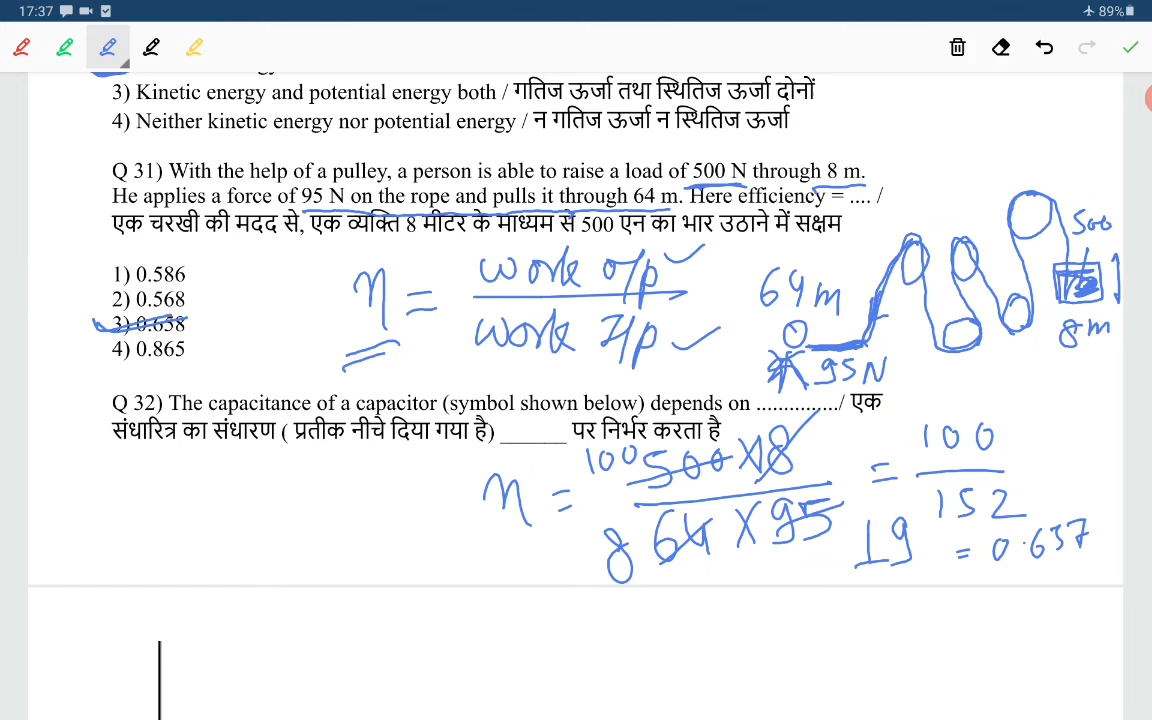 17:37
89%
3) Kinetic energy and potential energy both / गतिज ऊर्जा तथा स्थितिज ऊर्जा दोनों
4) Neither kinetic energy nor potential energy / न गतिज ऊर्जा न स्थितिज ऊर्जा
Q 31) With the help of a pulley, a person is able to raise a load of 500 N through 8 m.
He applies a force of 95 N on the rope and pulls it through 64 m. Here efficiency = .... /
एक चरखी की मदद से, एक व्यक्ति 8 मीटर के माध्यम से 500 एन का भार उठाने में सक्षम
1) 0.586
2) 0.568
3) 0.658
4) 0.865
η = work o/p
work I/p
64 m
95 N
500
8 m
Q 32) The capacitance of a capacitor (symbol shown below) depends on ............../ एक
संधारित्र का संधारण ( प्रतीक नीचे दिया गया है) ______ पर निर्भर करता है
100
η = 500 × 8 = 100
8 64 × 95 19 152
= 0.637